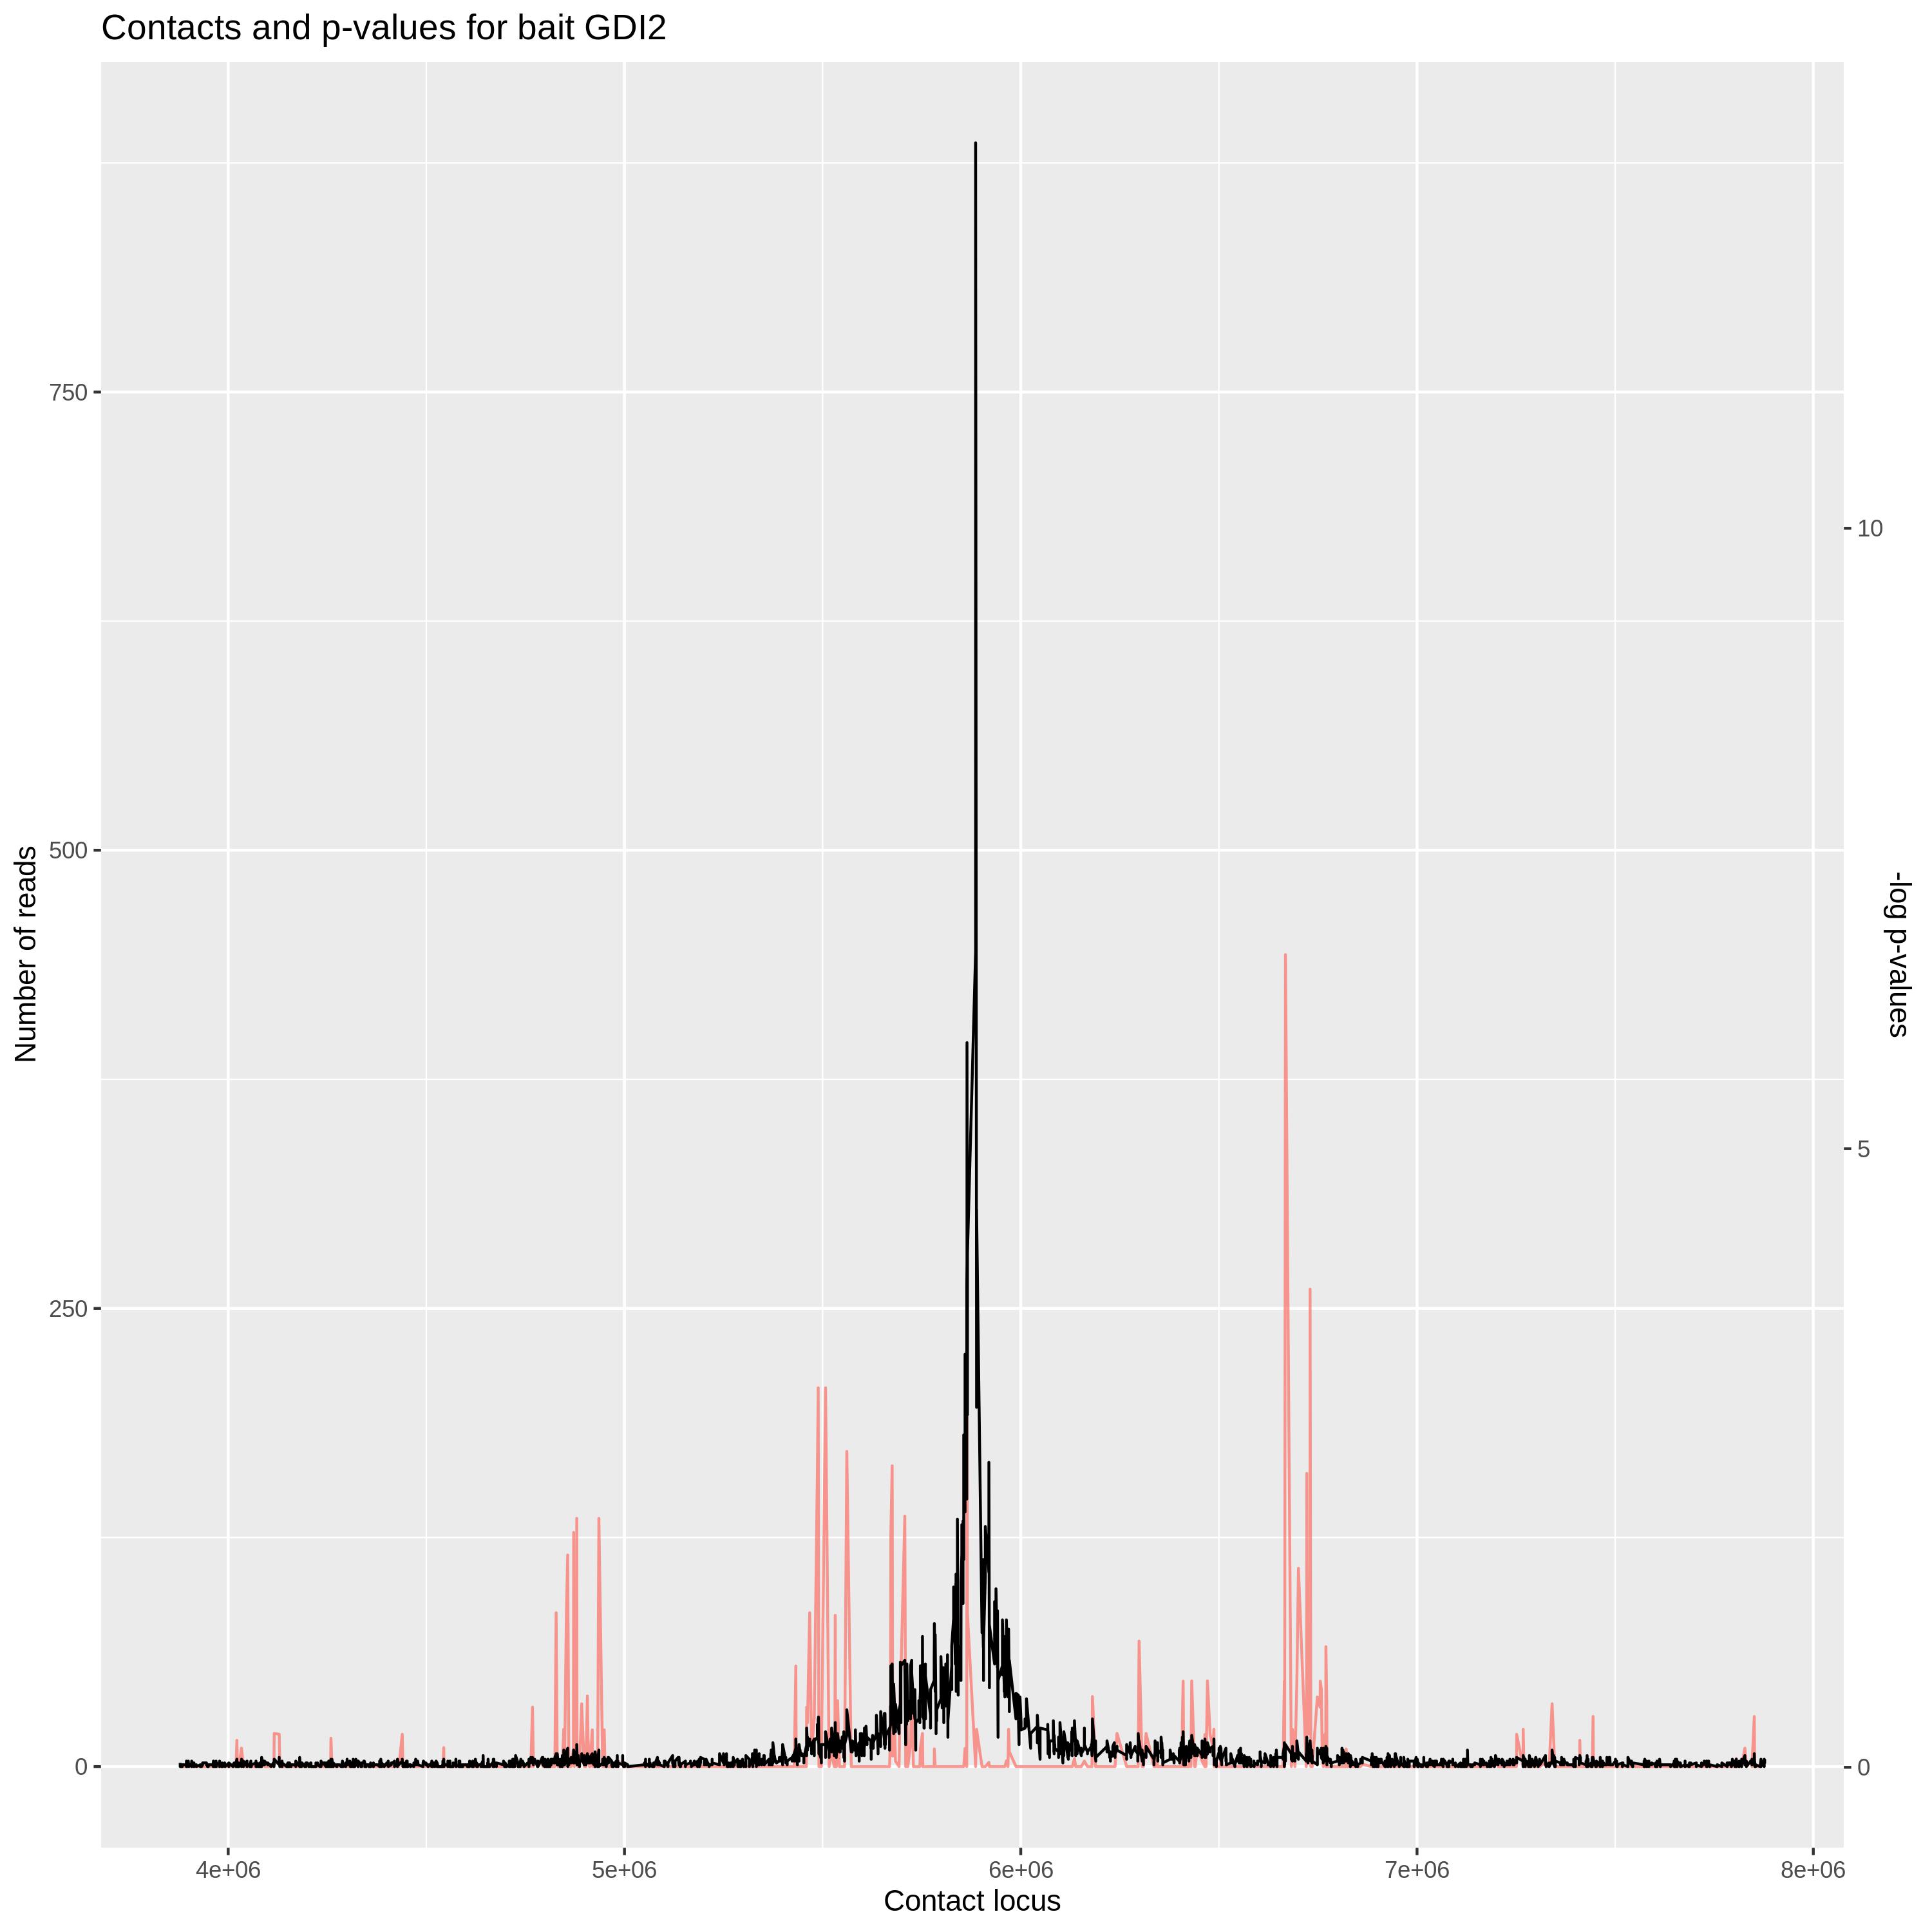 Contacts and p-values for bait GDI2
750
500
250
0
10
5
0
Number of reads
-log p-values
4e+06 5e+06 6e+06 7e+06 8e+06
Contact locus